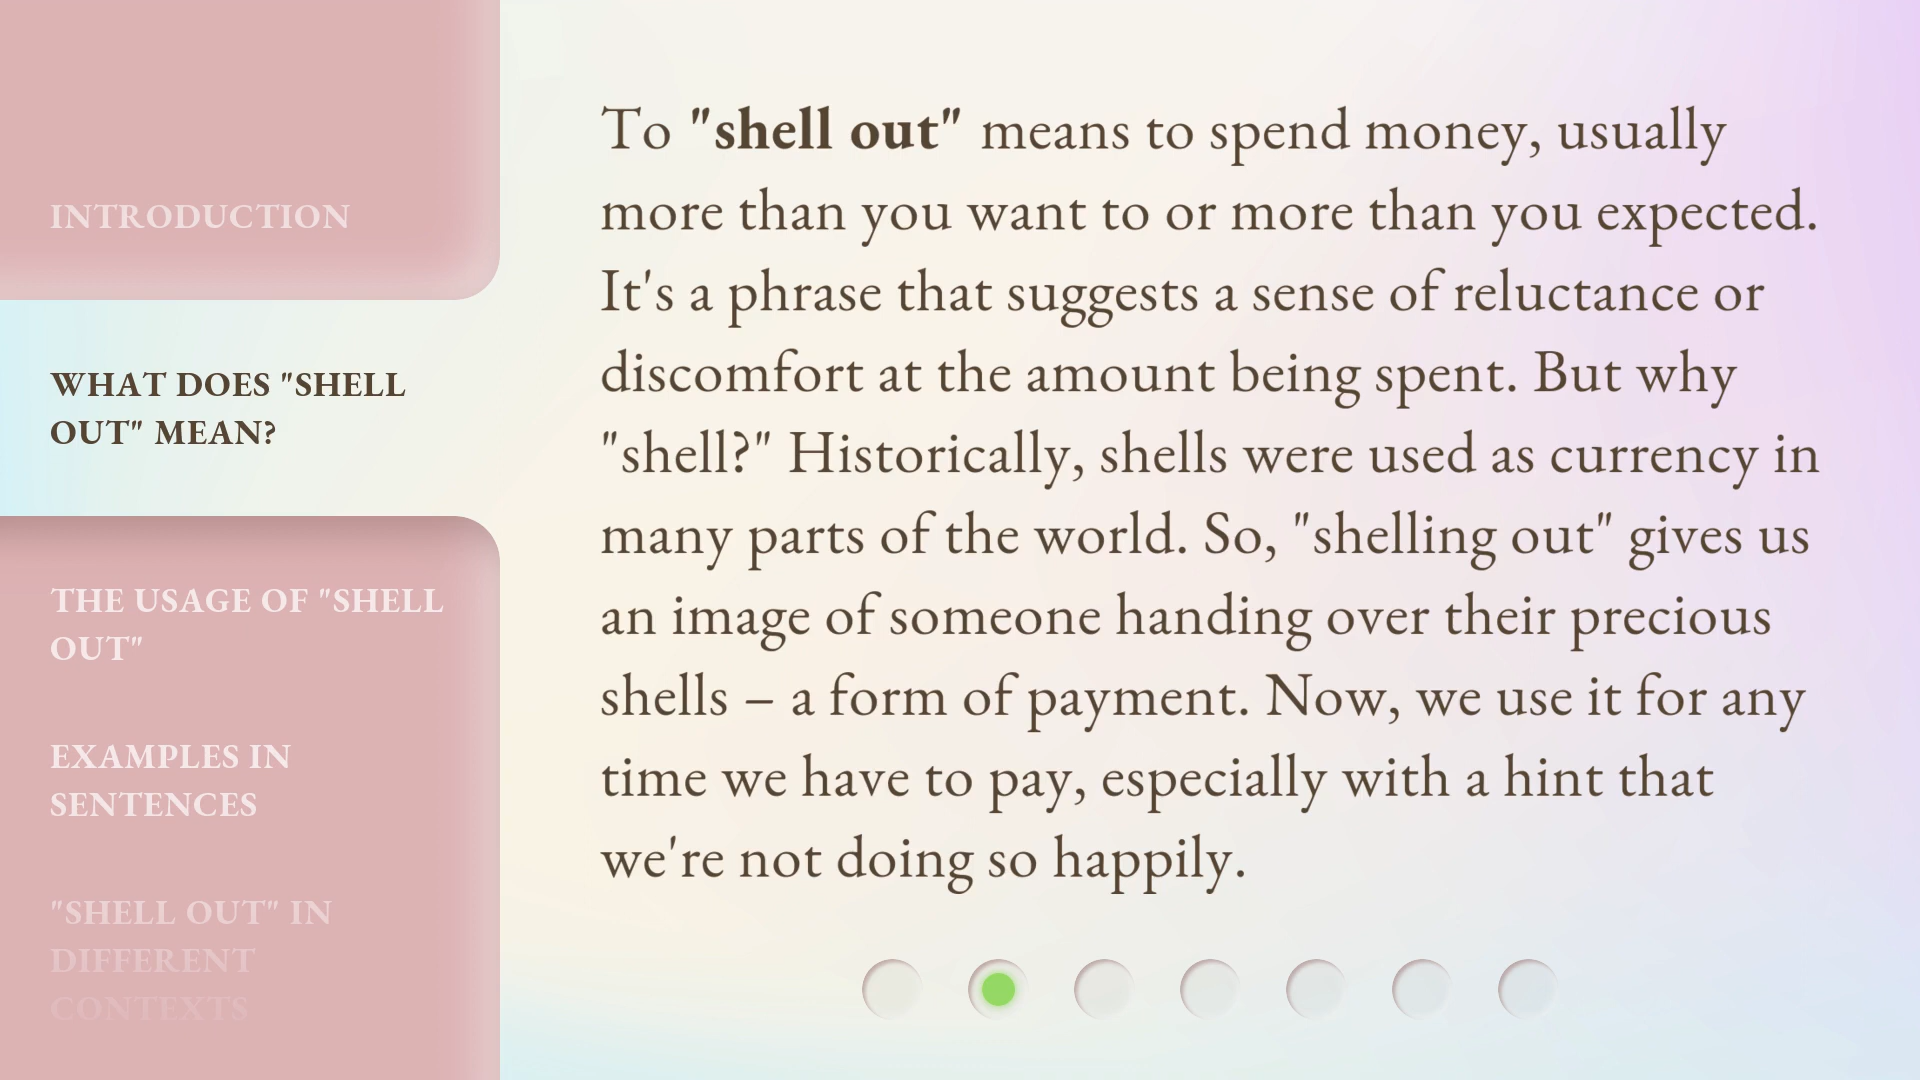 INTRODUCTION
WHAT DOES "SHELL
OUT" MEAN?
THE USAGE OF "SHELL
OUT"
EXAMPLES IN
SENTENCES
"SHELL OUT" IN
DIFFERENT
CONTEXTS
To "shell out" means to spend money, usually
more than you want to or more than you expected.
It's a phrase that suggests a sense of reluctance or
discomfort at the amount being spent. But why
"shell?" Historically, shells were used as currency in
many parts of the world. So, "shelling out" gives us
an image of someone handing over their precious
shells – a form of payment. Now, we use it for any
time we have to pay, especially with a hint that
we're not doing so happily.